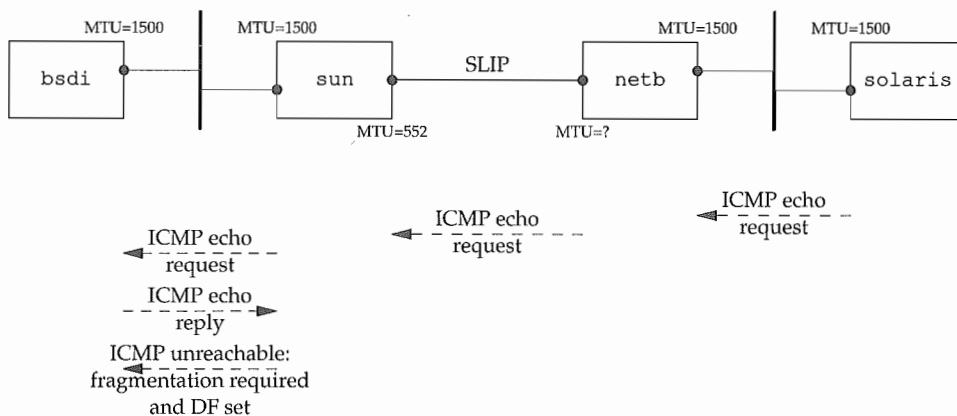 MTU=1500
MTU=1500
MTU=1500
MTU=1500
bsdi
sun
SLIP
netb
solaris
MTU=552
MTU=?
ICMP echo
request
ICMP echo
request
ICMP echo
request
ICMP echo
reply
ICMP unreachable:
fragmentation required
and DF set